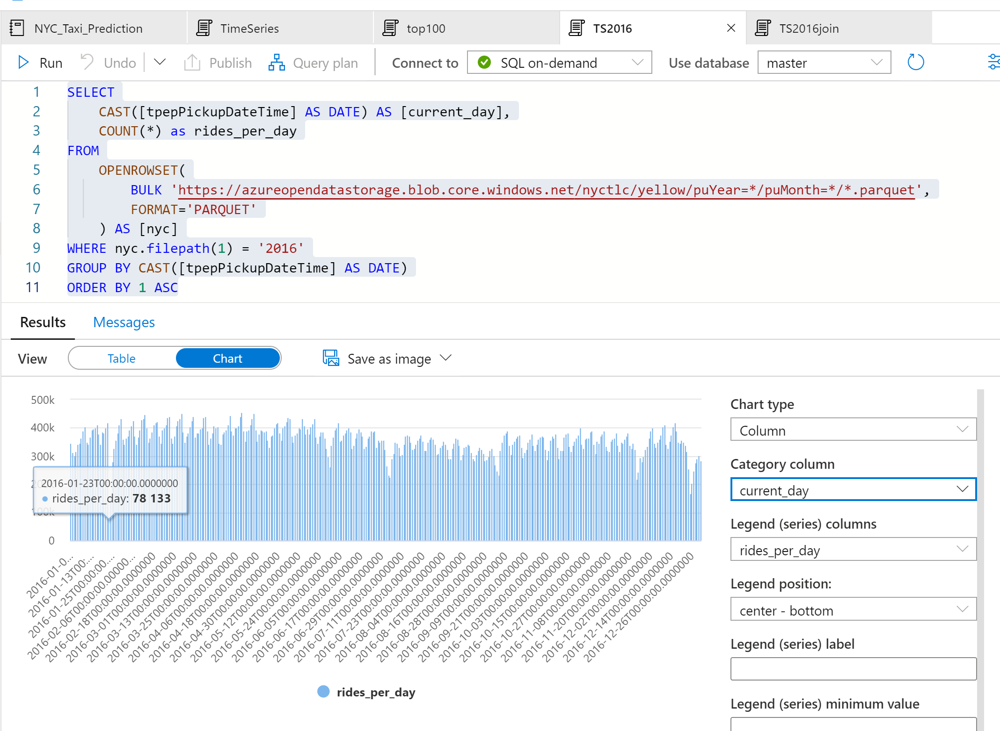 NYC_Taxi_Prediction
TimeSeries
top100
TS2016
TS2016join
Run
Undo
Publish
Query plan
Connect to
SQL on-demand
Use database
master
1 SELECT
2 CAST([tpepPickupDateTime] AS DATE) AS [current_day],
3 COUNT(*) as rides_per_day
4 FROM
5 OPENROWSET(
6 BULK 'https://azureopendatastorage.blob.core.windows.net/nyctlc/yellow/puYear=*/puMonth=*/*.parquet',
7 FORMAT='PARQUET'
8 ) AS [nyc]
9 WHERE nyc.filepath(1) = '2016'
10 GROUP BY CAST([tpepPickupDateTime] AS DATE)
11 ORDER BY 1 ASC
Results
Messages
View
Table
Chart
Save as image
500k
400k
300k
200k
100k
0
2016-01-23T00:00:00.0000000
rides_per_day: 78 133
2016-01-0...
2016-01-13T00:...
2016-01-25T00:00:00....
2016-02-06T00:00:00.000000...
2016-02-18T00:00:00.0000000
2016-03-01T00:00:00.0000000
2016-03-13T00:00:00.0000000
2016-03-25T00:00:00.0000000
2016-04-06T00:00:00.0000000
2016-04-18T00:00:00.0000000
2016-04-30T00:00:00.0000000
2016-05-12T00:00:00.0000000
2016-05-24T00:00:00.0000000
2016-06-05T00:00:00.0000000
2016-06-17T00:00:00.0000000
2016-06-29T00:00:00.0000000
2016-07-11T00:00:00.0000000
2016-07-23T00:00:00.0000000
2016-08-04T00:00:00.0000000
2016-08-16T00:00:00.0000000
2016-08-28T00:00:00.0000000
2016-09-09T00:00:00.0000000
2016-09-21T00:00:00.0000000
2016-10-03T00:00:00.0000000
2016-10-15T00:00:00.0000000
2016-10-27T00:00:00.0000000
2016-11-08T00:00:00.0000000
2016-11-20T00:00:00.0000000
2016-12-02T00:00:00.0000000
2016-12-14T00:00:00.0000000
2016-12-26T00:00:00.0000000
rides_per_day
Chart type
Column
Category column
current_day
Legend (series) columns
rides_per_day
Legend position:
center - bottom
Legend (series) label
Legend (series) minimum value